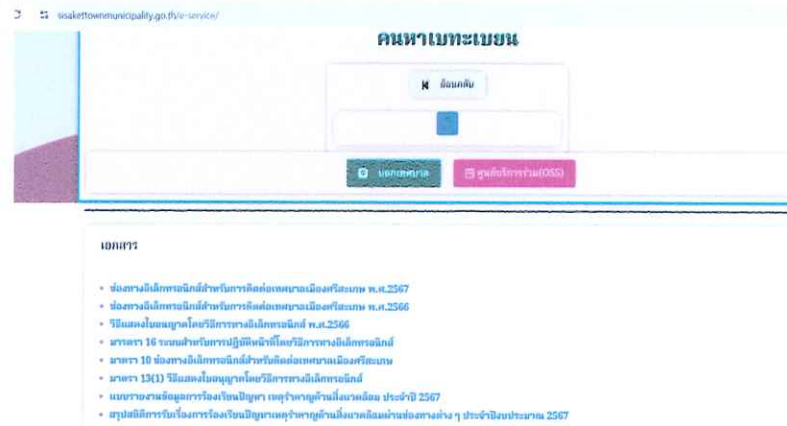 sisakettownmunicipality.go.th/e-service/
ค้นหาใบทะเบียน
ย้อนกลับ
บอกเทศบาล
ศูนย์บริการร่วม(OSS)
เอกสาร
ช่องทางอิเล็กทรอนิกส์สำหรับการติดต่อเทศบาลเมืองศรีสะเกษ พ.ศ.2567
ช่องทางอิเล็กทรอนิกส์สำหรับการติดต่อเทศบาลเมืองศรีสะเกษ พ.ศ.2566
วิธีแสดงใบอนุญาตโดยวิธีการทางอิเล็กทรอนิกส์ พ.ศ.2566
มารตรา 16 ระบบสำหรับการปฏิบัติหน้าที่โดยวิธีการทางอิเล็กทรอนิกส์
มาตรา 10 ช่องทางอิเล็กทรอนิกส์สำหรับติดต่อเทศบาลเมืองศรีสะเกษ
มาตรา 13(1) วิธีแสดงใบอนุญาตโดยวิธีการทางอิเล็กทรอนิกส์
แบบรายงานข้อมูลการร้องเรียนปัญหา เหตุรำคาญด้านสิ่งแวดล้อม ประจำปี 2567
สรุปสถิติการรับเรื่องการร้องเรียนปัญหาเหตุรำคาญด้านสิ่งแวดล้อมผ่านช่องทางต่าง ๆ ประจำปีงบประมาณ 2567